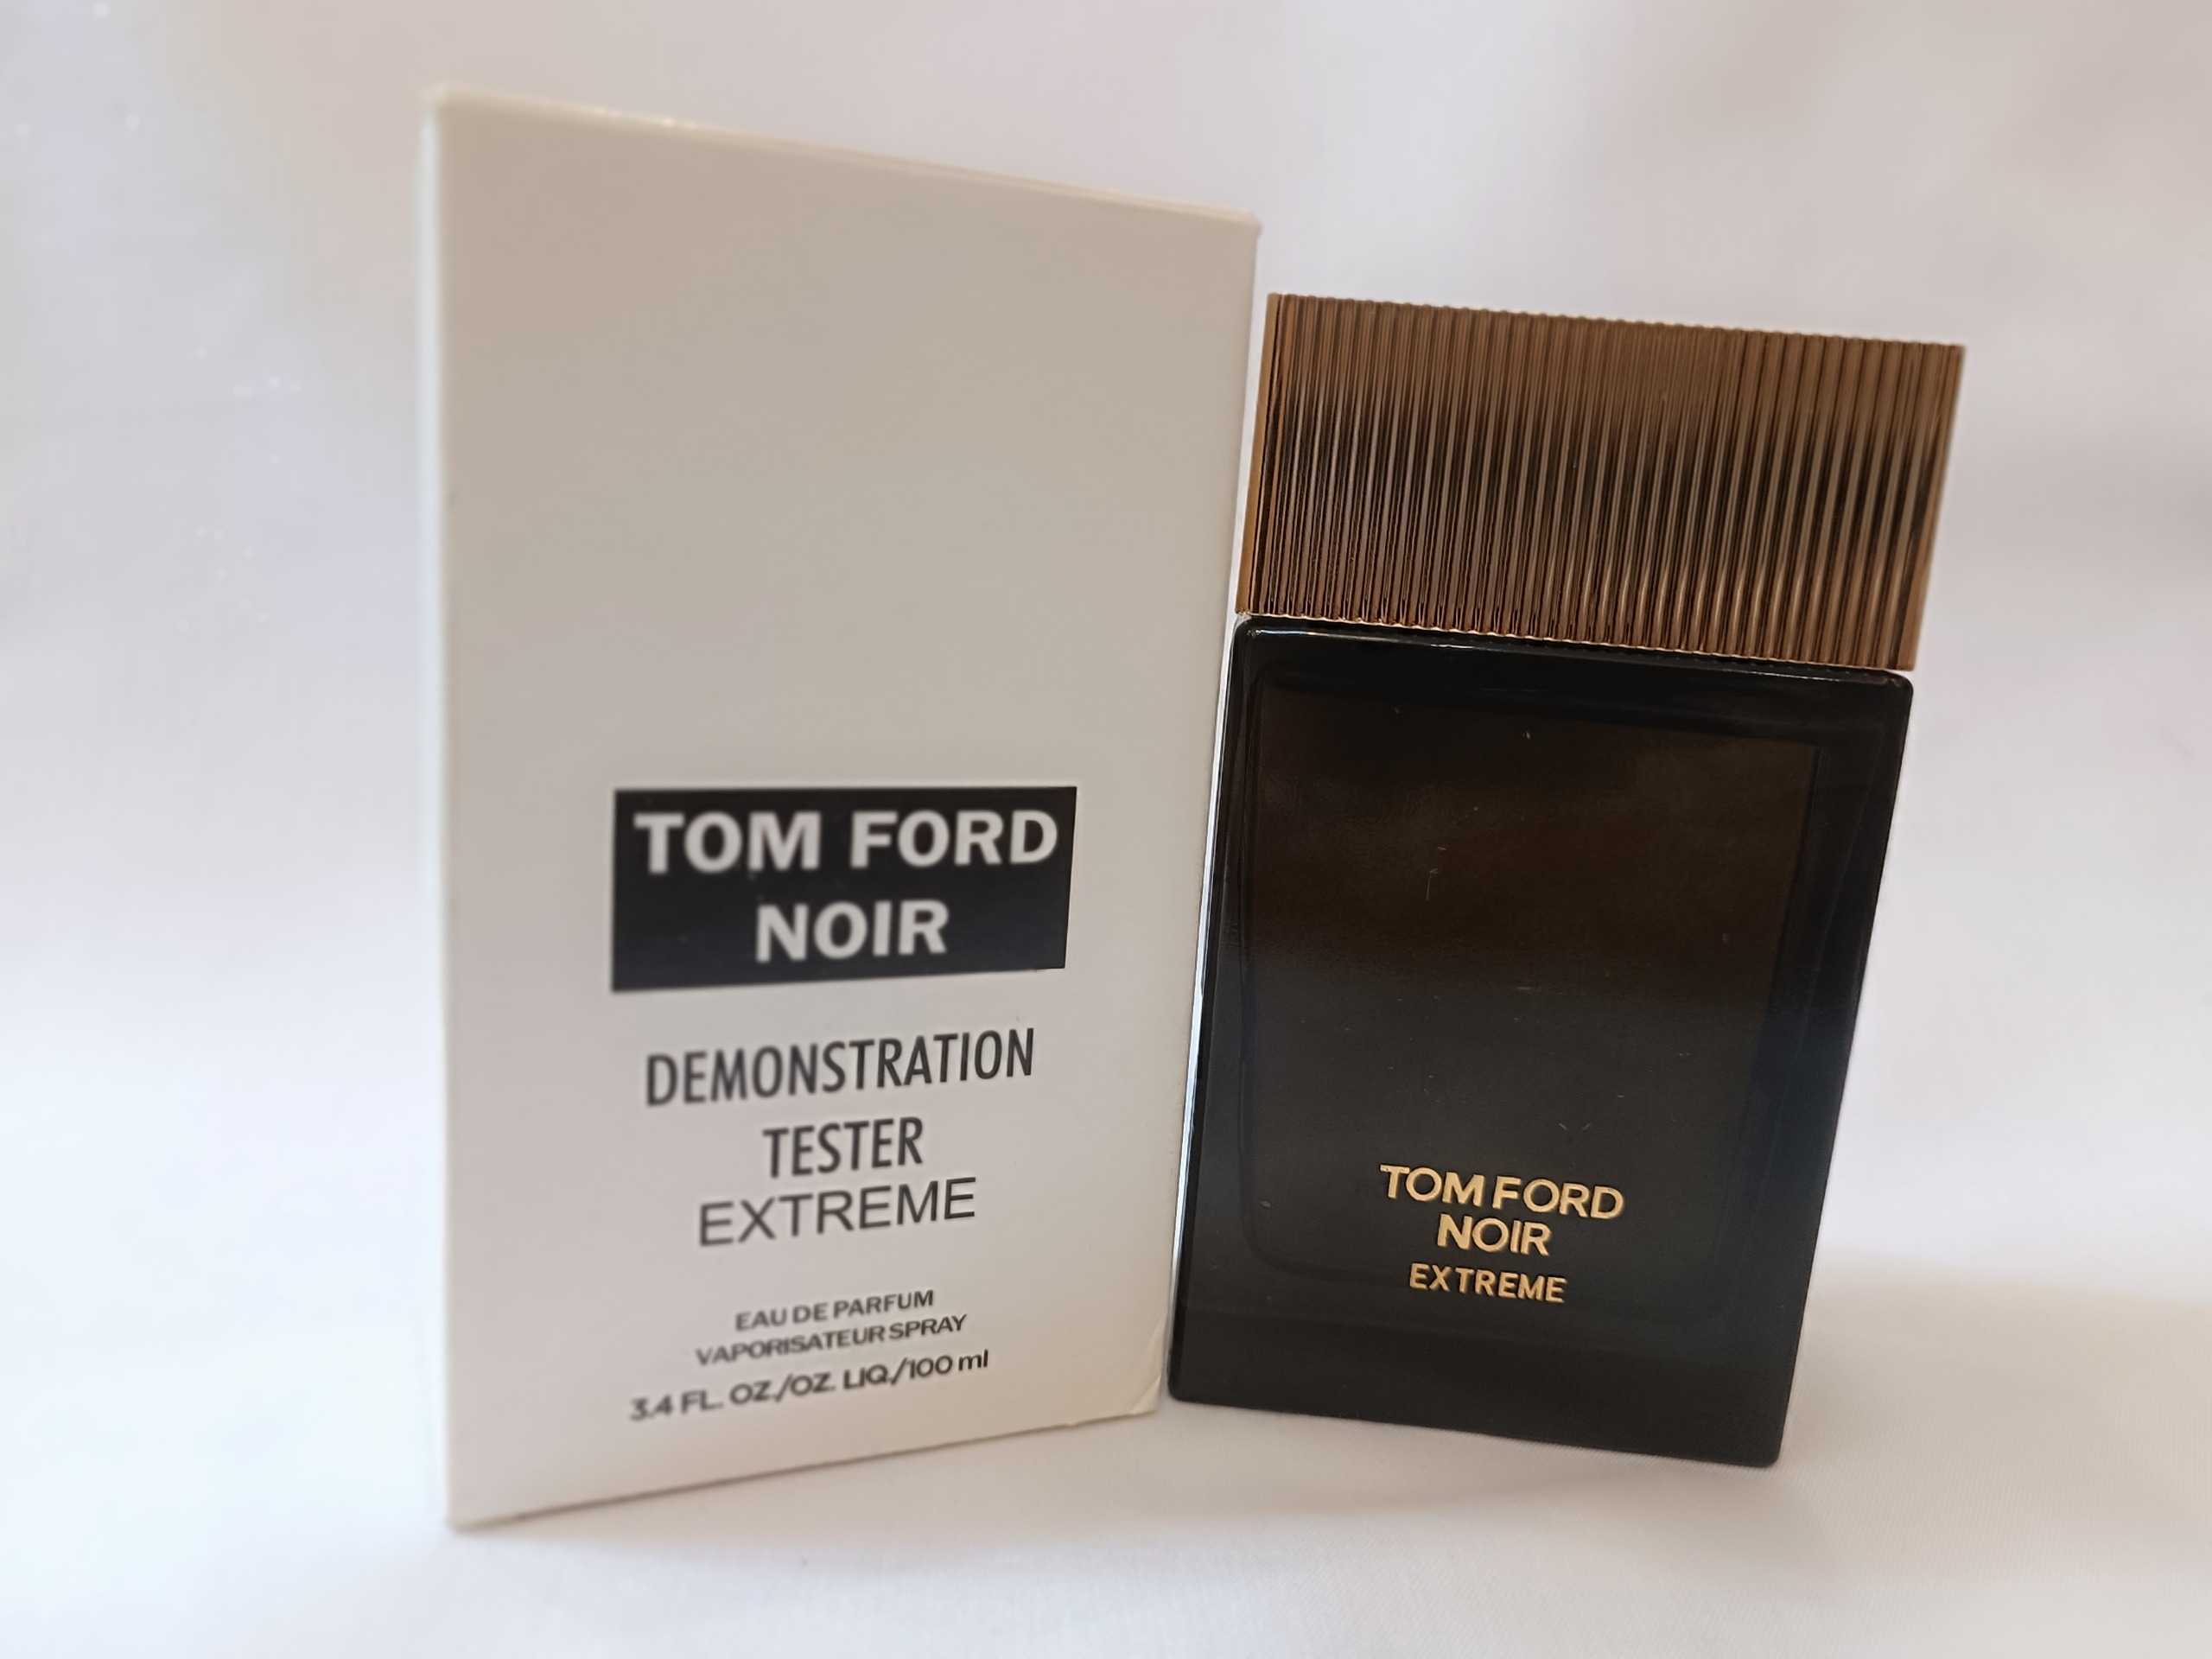 TOM FORD
NOIR
DEMONSTRATION
TESTER
EXTREME
EAU DE PARFUM
VAPORISATEUR SPRAY
3.4 FL. OZ./OZ. LIQ./100 ml
TOM FORD
NOIR
EXTREME